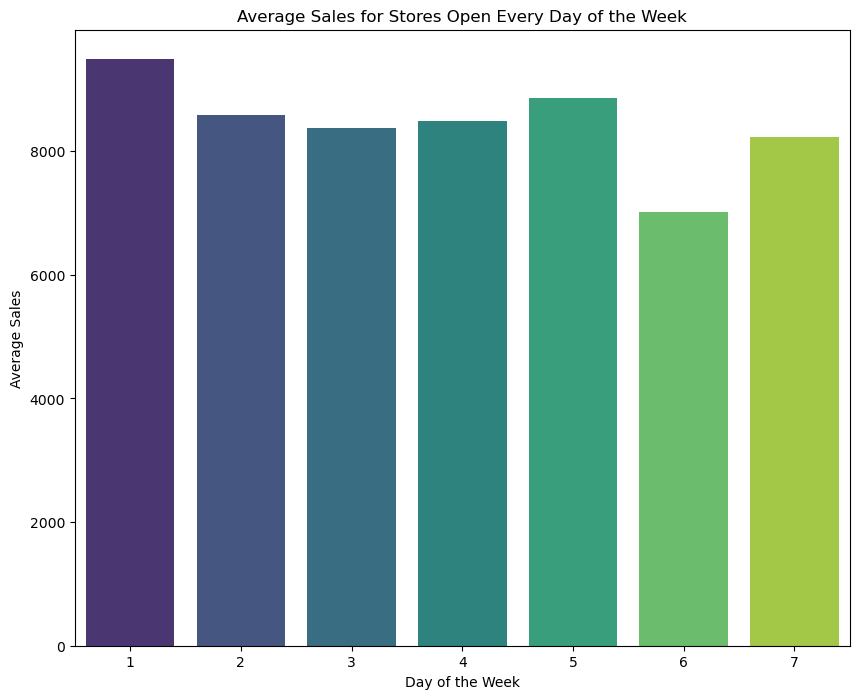 Average Sales for Stores Open Every Day of the Week
Average Sales
8000
6000
4000
2000
0
1 2 3 4 5 6 7
Day of the Week